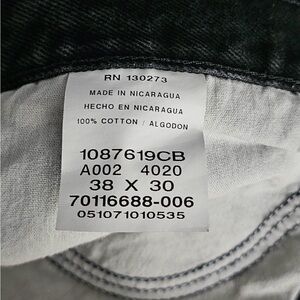 RN 130273
MADE IN NICARAGUA
HECHO EN NICARAGUA
100% COTTON / ALGODON
1087619CB
A002 4020
38 X 30
70116688-006
051071010535